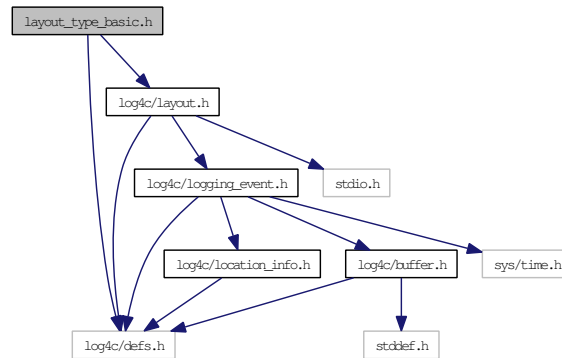 layout_type_basic.h
log4c/layout.h
log4c/logging_event.h
stdio.h
log4c/location_info.h
log4c/buffer.h
sys/time.h
log4c/defs.h
stddef.h